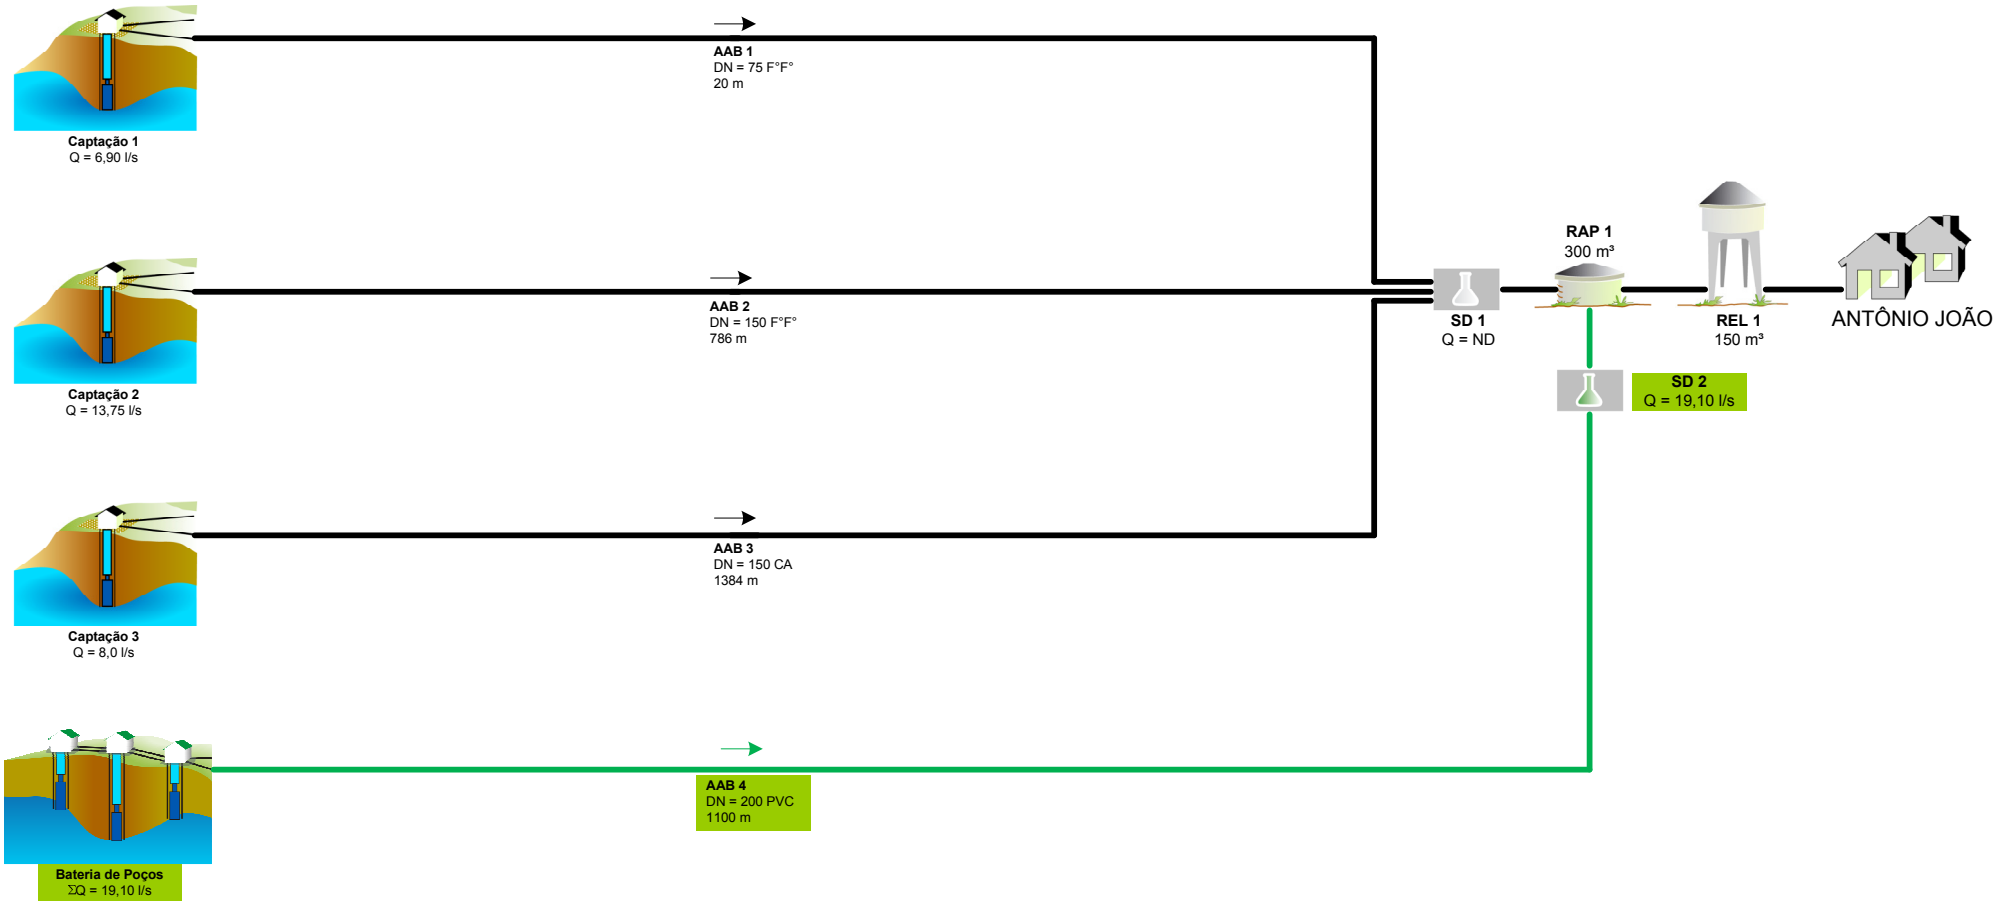 AAB 1
DN = 75 F°F°
20 m
Captação 1
Q = 6,90 l/s
AAB 2
DN = 150 F°F°
786 m
Captação 2
Q = 13,75 l/s
RAP 1
300 m³
SD 1
Q = ND
REL 1
150 m³
ANTÔNIO JOÃO
SD 2
Q = 19,10 l/s
AAB 3
DN = 150 CA
1384 m
Captação 3
Q = 8,0 l/s
AAB 4
DN = 200 PVC
1100 m
Bateria de Poços
ΣQ = 19,10 l/s